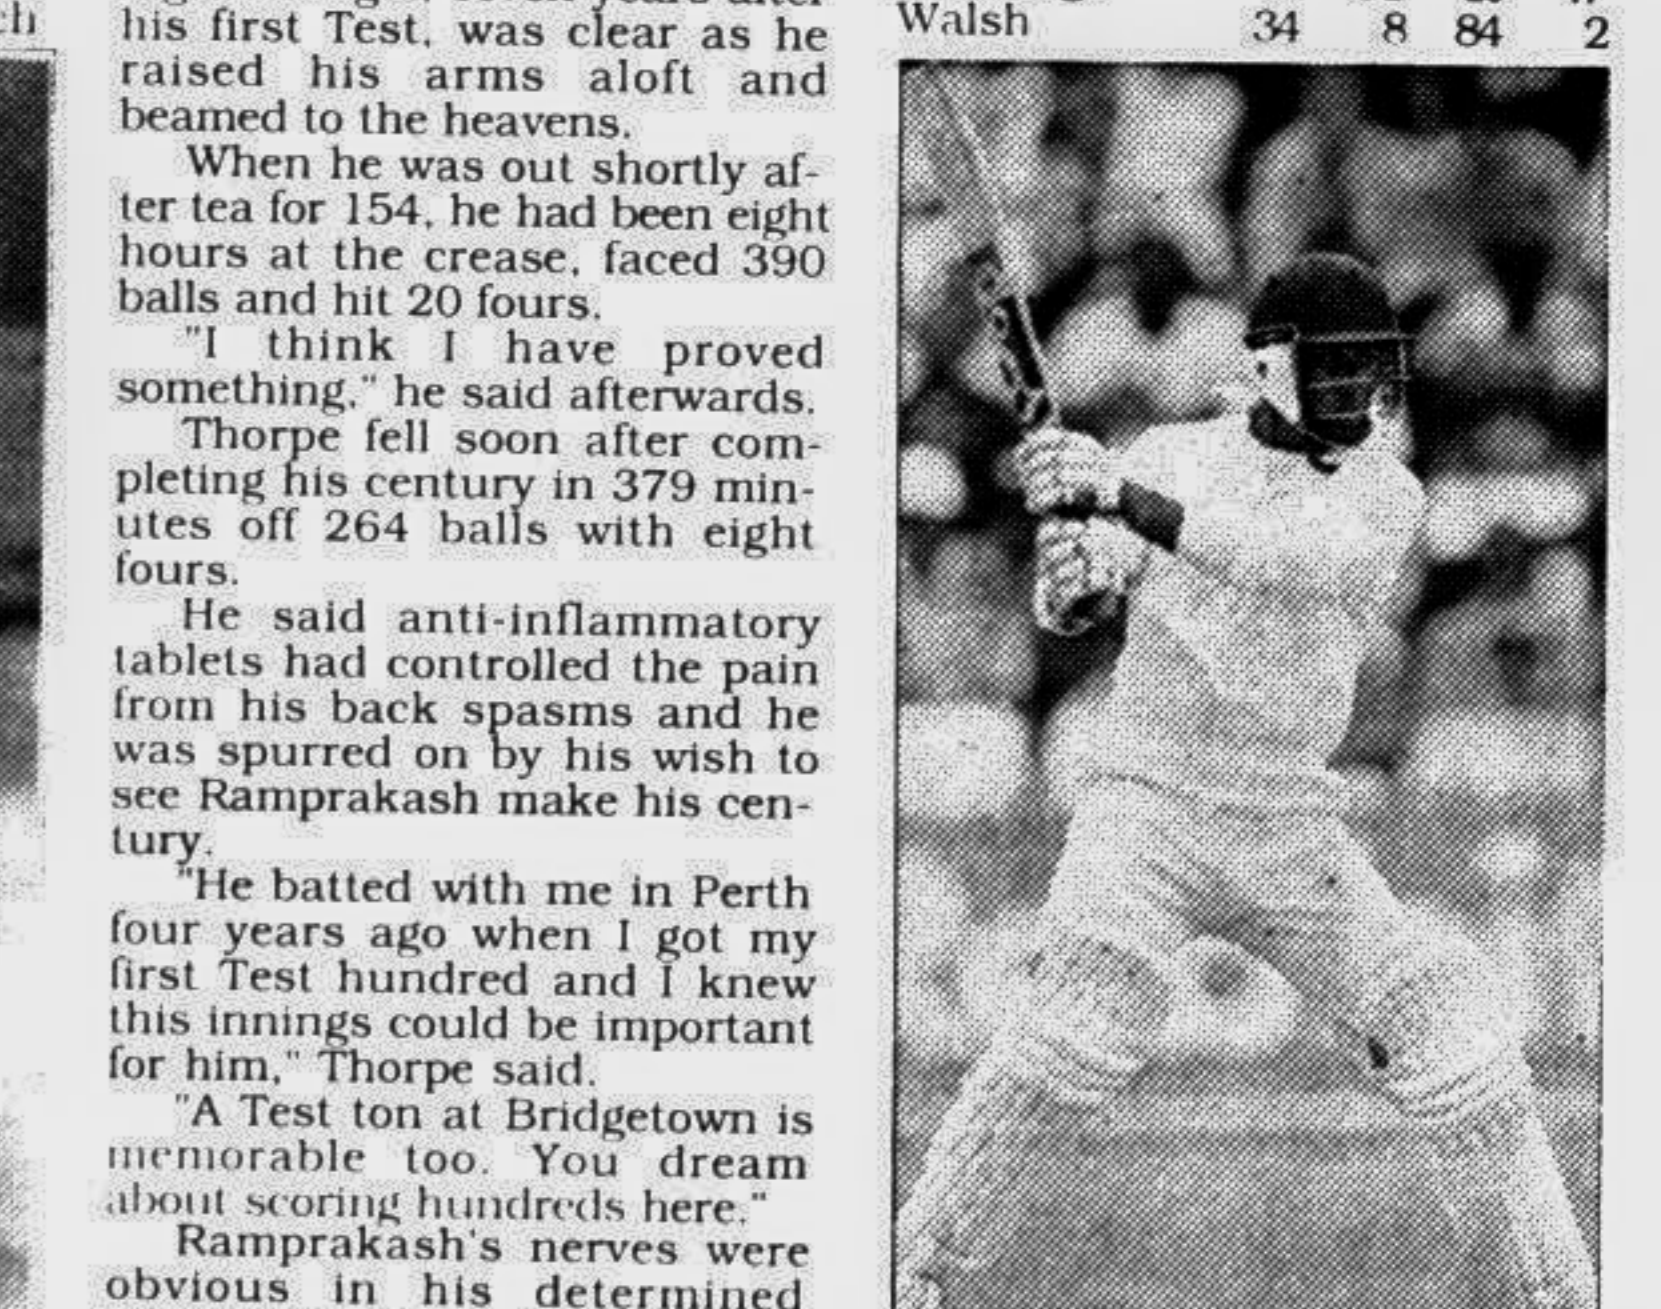 his first Test, was clear as he
raised his arms aloft and
beamed to the heavens.
When he was out shortly af-
ter tea for 154, he had been eight
hours at the crease, faced 390
balls and hit 20 fours.
"I think I have proved
something," he said afterwards.
Thorpe fell soon after com-
pleting his century in 379 min-
utes off 264 balls with eight
fours.
He said anti-inflammatory
tablets had controlled the pain
from his back spasms and he
was spurred on by his wish to
see Ramprakash make his cen-
tury.
"He batted with me in Perth
four years ago when I got my
first Test hundred and I knew
this innings could be important
for him," Thorpe said.
"A Test ton at Bridgetown is
memorable too. You dream
about scoring hundreds here."
Ramprakash's nerves were
obvious in his determined
Walsh 34 8 84 2